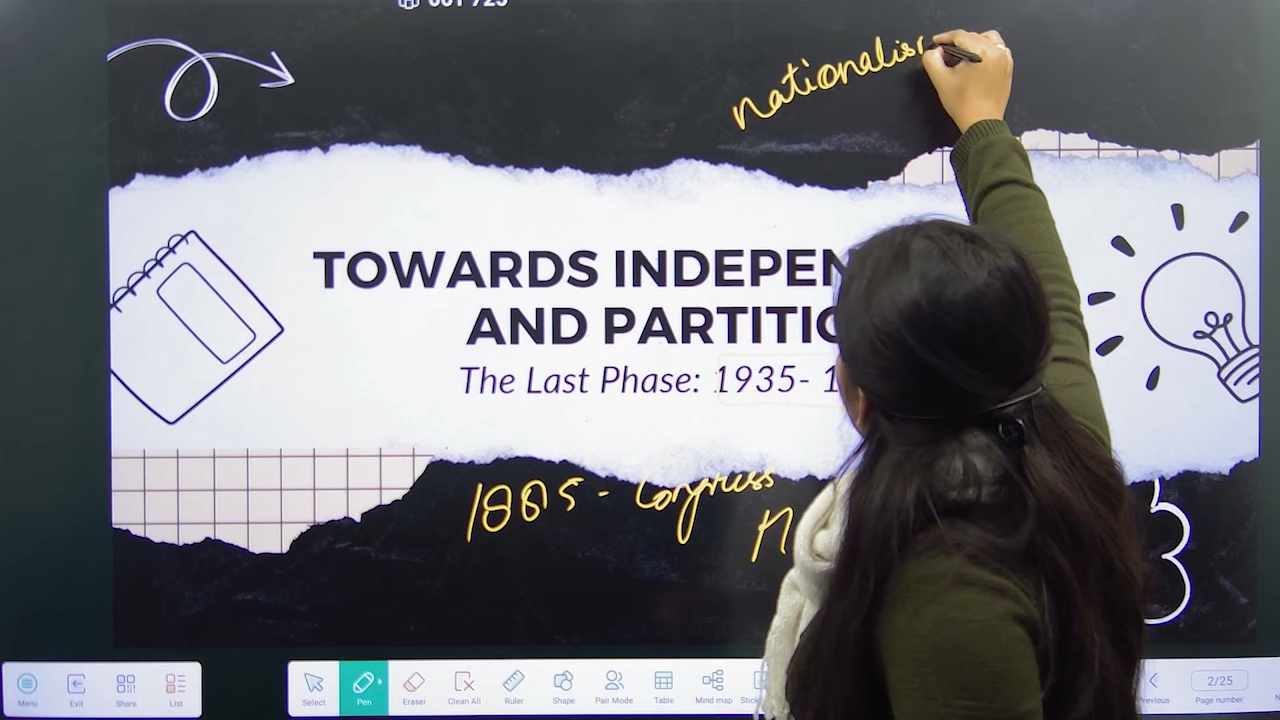 nationalism
TOWARDS INDEPEN
AND PARTITIO
The Last Phase: 1935- 1
1885 - Congress
Menu
Exit
Share
List
Select
Pen
Eraser
Clean All
Ruler
Shape
Pair Mode
Table
Mind map
Previous
2/25
Page number